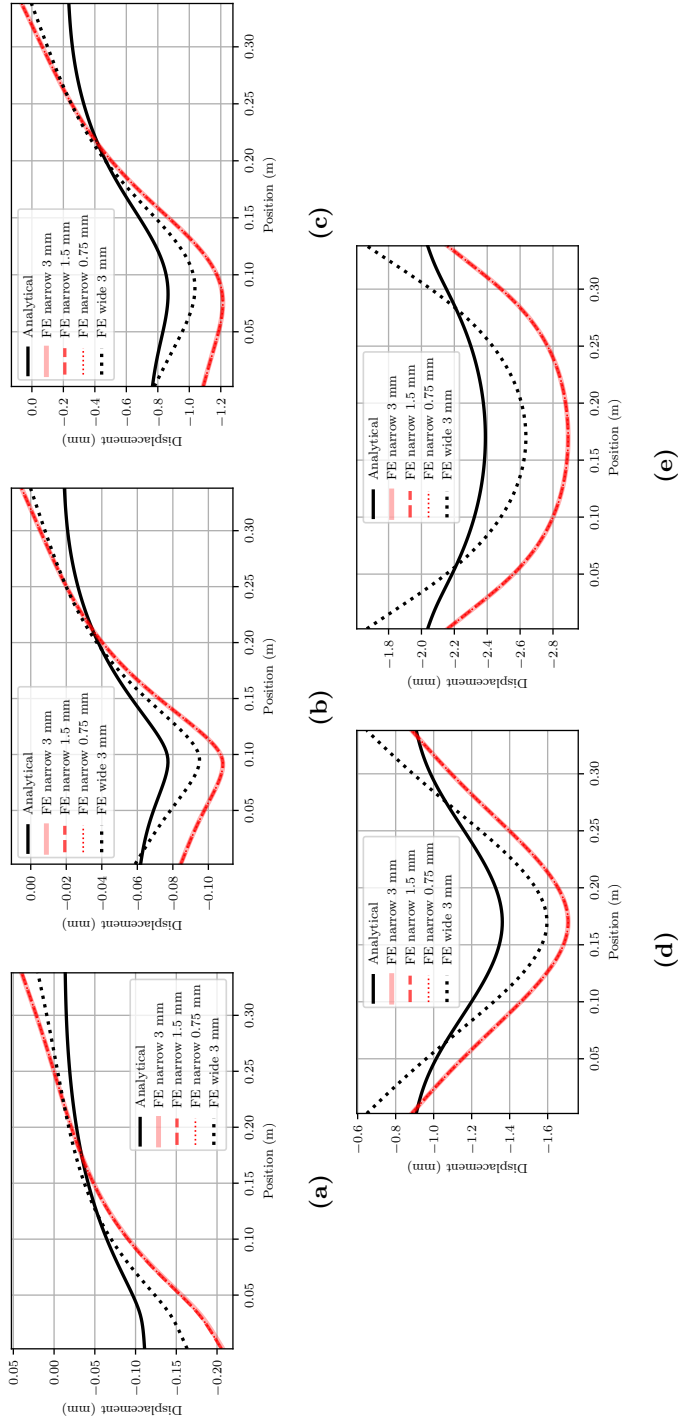 Displacement (mm)
0.05
0.00
−0.05
−0.10
−0.15
−0.20
Analytical
FE narrow 3 mm
FE narrow 1.5 mm
FE narrow 0.75 mm
FE wide 3 mm
0.05 0.10 0.15 0.20 0.25 0.30
Position (m)
(a)
Displacement (mm)
0.00
−0.02
−0.04
−0.06
−0.08
−0.10
Analytical
FE narrow 3 mm
FE narrow 1.5 mm
FE narrow 0.75 mm
FE wide 3 mm
0.05 0.10 0.15 0.20 0.25 0.30
Position (m)
(b)
Displacement (mm)
0.0
−0.2
−0.4
−0.6
−0.8
−1.0
−1.2
Analytical
FE narrow 3 mm
FE narrow 1.5 mm
FE narrow 0.75 mm
FE wide 3 mm
0.05 0.10 0.15 0.20 0.25 0.30
Position (m)
(c)
Displacement (mm)
−0.6
−0.8
−1.0
−1.2
−1.4
−1.6
Analytical
FE narrow 3 mm
FE narrow 1.5 mm
FE narrow 0.75 mm
FE wide 3 mm
0.05 0.10 0.15 0.20 0.25 0.30
Position (m)
(d)
Displacement (mm)
−1.8
−2.0
−2.2
−2.4
−2.6
−2.8
Analytical
FE narrow 3 mm
FE narrow 1.5 mm
FE narrow 0.75 mm
FE wide 3 mm
0.05 0.10 0.15 0.20 0.25 0.30
Position (m)
(e)